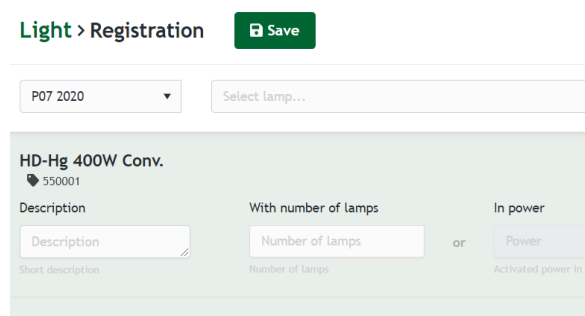 Light > Registration Save
P07 2020 Select lamp...
HD-Hg 400W Conv.
550001
Description With number of lamps In power
Description Number of lamps or Power
Short description Number of lamps Activated power in